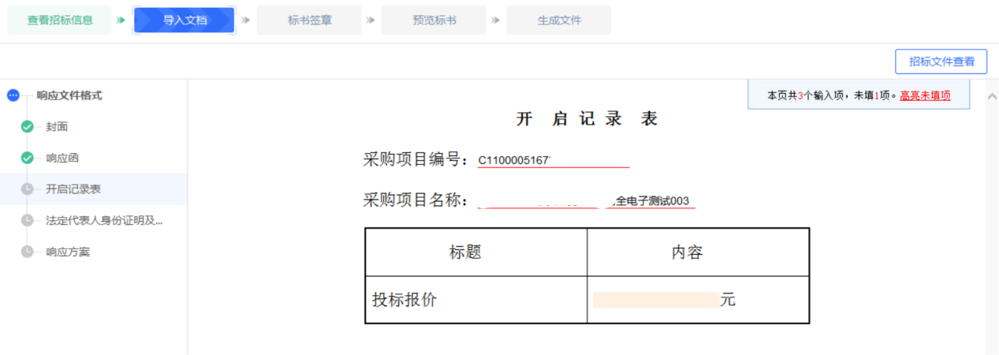 查看招标信息 导入文档 标书签章 预览标书 生成文件
招标文件查看
响应文件格式
封面
响应函
开启记录表
法定代表人身份证明及...
响应方案
本页共3个输入项，未填1项。高亮未填项
开 启 记 录 表
采购项目编号： C1100005167
采购项目名称： 全电子测试003
标题 内容
投标报价 元